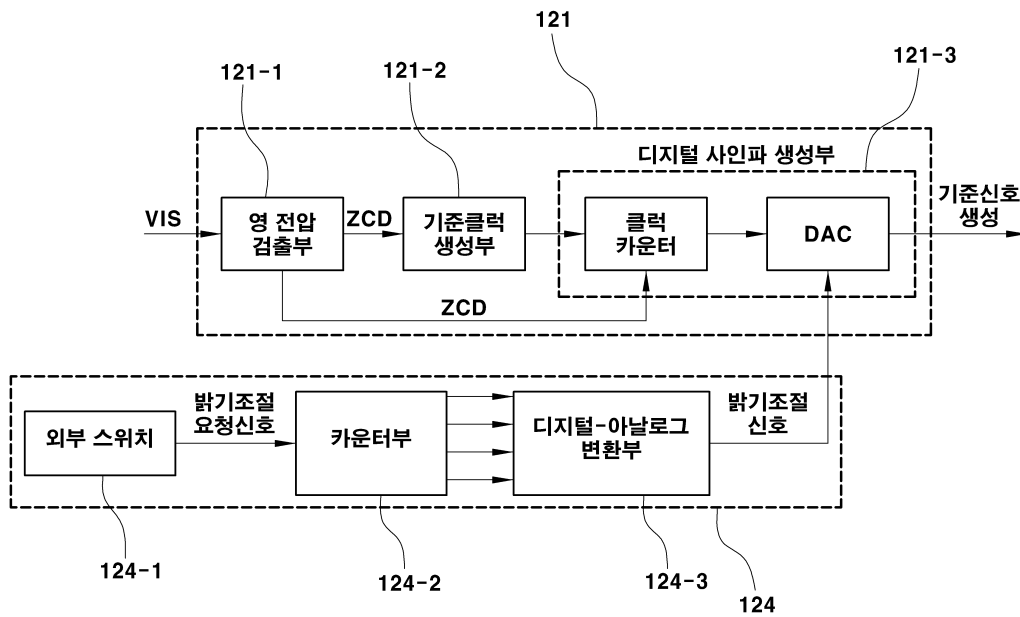 121
121-1
121-2
121-3
디지털 사인파 생성부
VIS
영 전압
검출부
ZCD
기준클럭
생성부
클럭
카운터
DAC
기준신호
생성
ZCD
외부 스위치
밝기조절
요청신호
카운터부
디지털-아날로그
변환부
밝기조절
신호
124-1
124-2
124-3
124